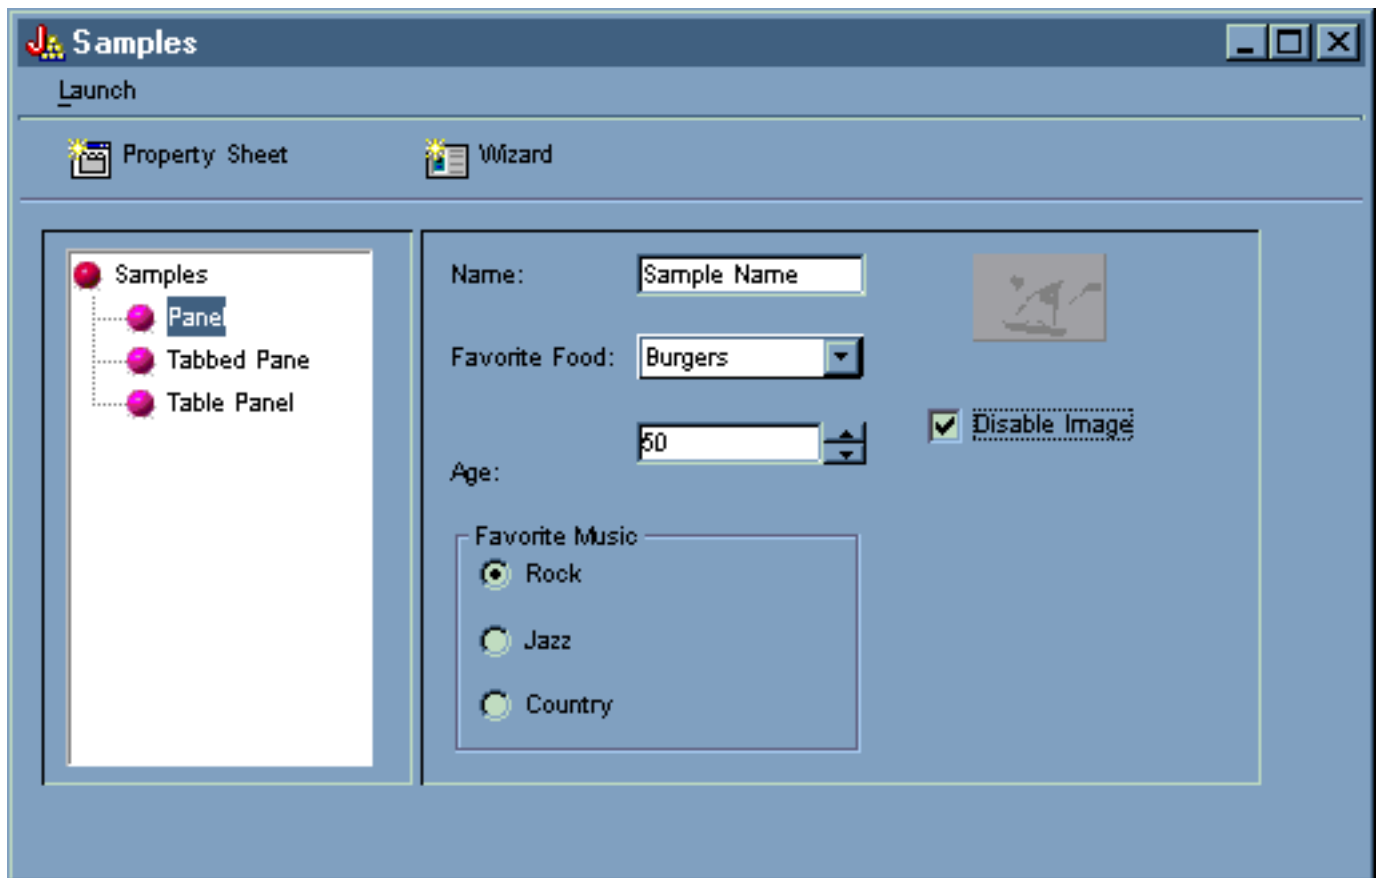 Samples
Launch
Property Sheet
Wizard
Samples
Panel
Tabbed Pane
Table Panel
Name:
Sample Name
Favorite Food:
Burgers
Age:
50
Disable Image
Favorite Music
Rock
Jazz
Country